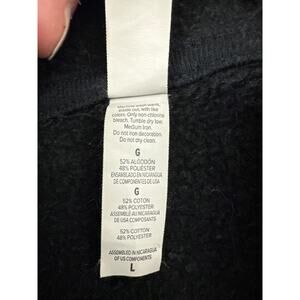 Machine wash warm,
inside out, with like
colors. Only non-chlorine
bleach. Tumble dry low.
Medium Iron.
Do not iron decoration.
Do not dry clean.
G
52% ALGODÓN
48% POLIÉSTER
ENSAMBLADO EN NICARAGUA
DE COMPONENTES DE USA
G
52% COTON
48% POLYESTER
ASSEMBLÉ AU NICARAGUA
DE USA COMPOSANTS
52% COTTON
48% POLYESTER
ASSEMBLED IN NICARAGUA
OF US COMPONENTS
L